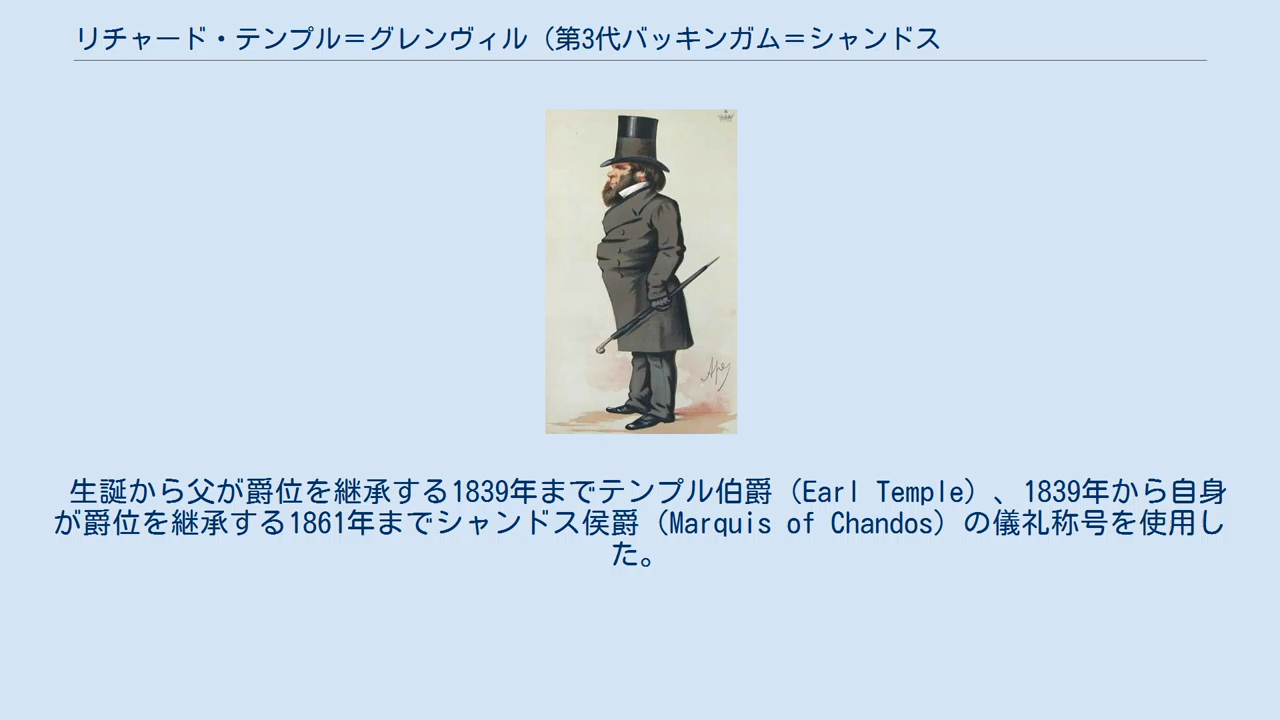 リチャード・テンプル＝グレンヴィル（第3代バッキンガム＝シャンドス
Ape
生誕から父が爵位を継承する1839年までテンプル伯爵（Earl Temple）、1839年から自身
が爵位を継承する1861年までシャンドス侯爵（Marquis of Chandos）の儀礼称号を使用し
た。